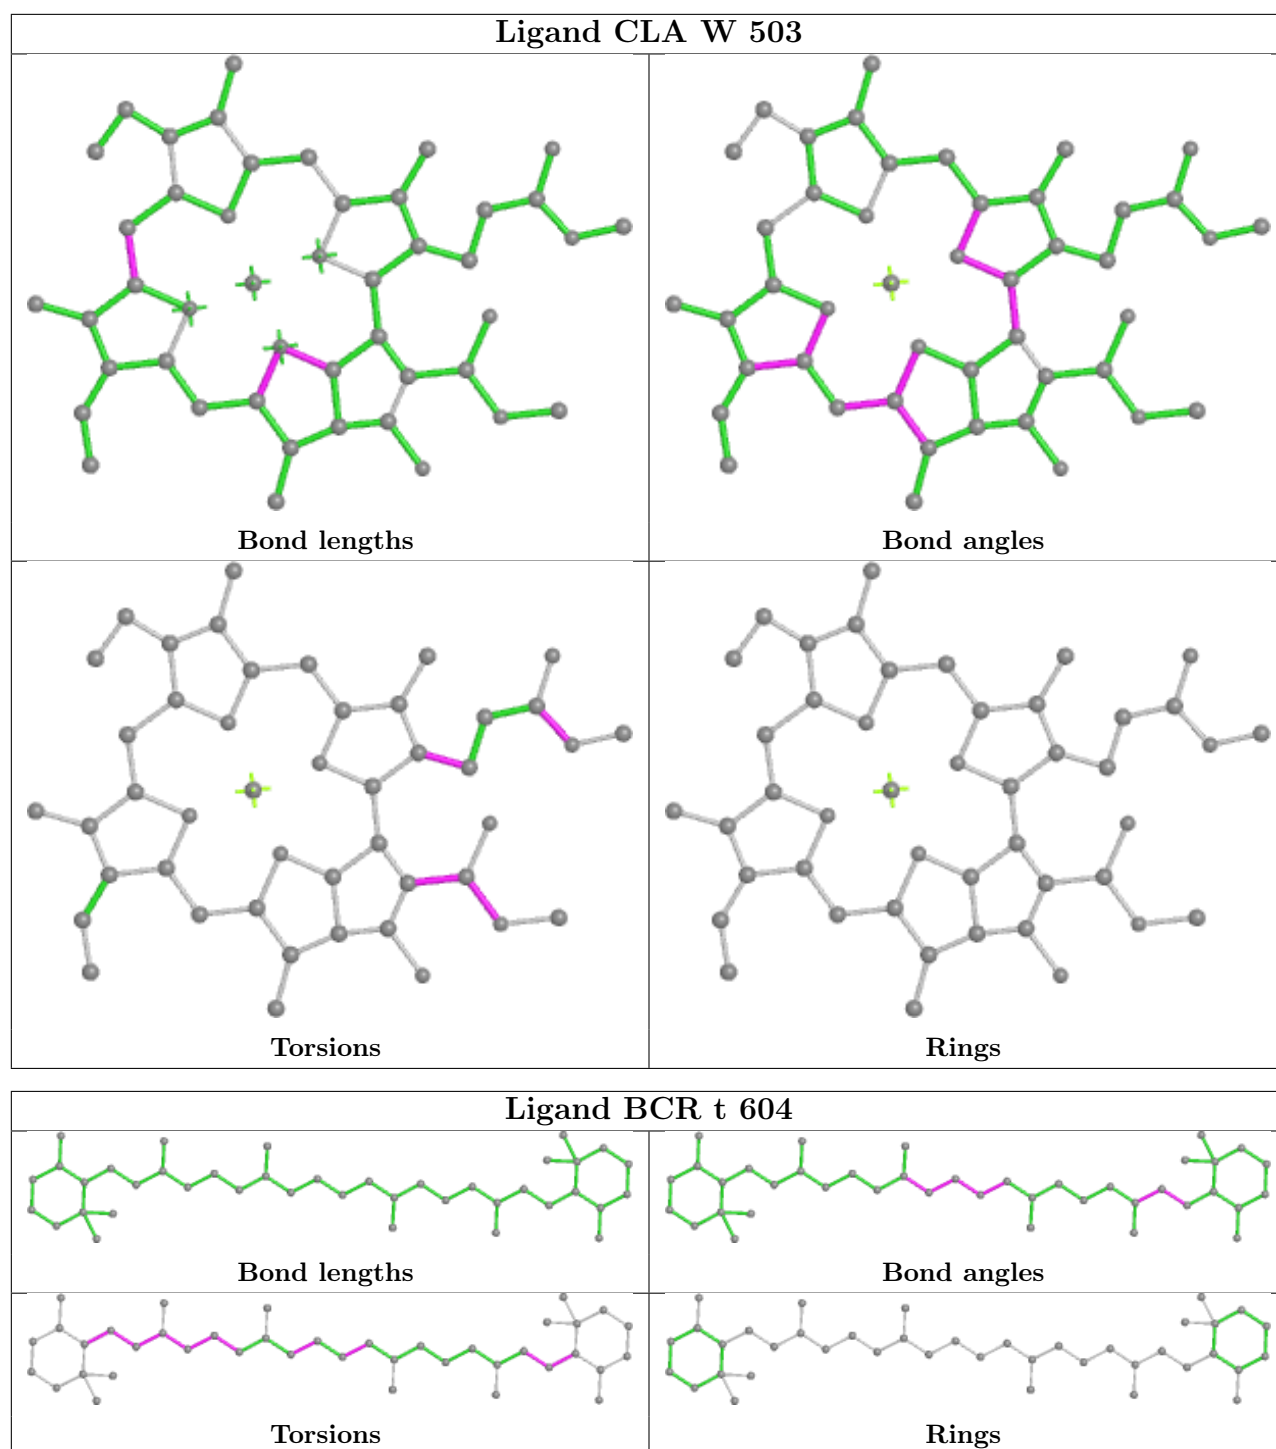 Ligand CLA W 503
Bond lengths
Bond angles
Torsions
Rings
Ligand BCR t 604
Bond lengths
Bond angles
Torsions
Rings